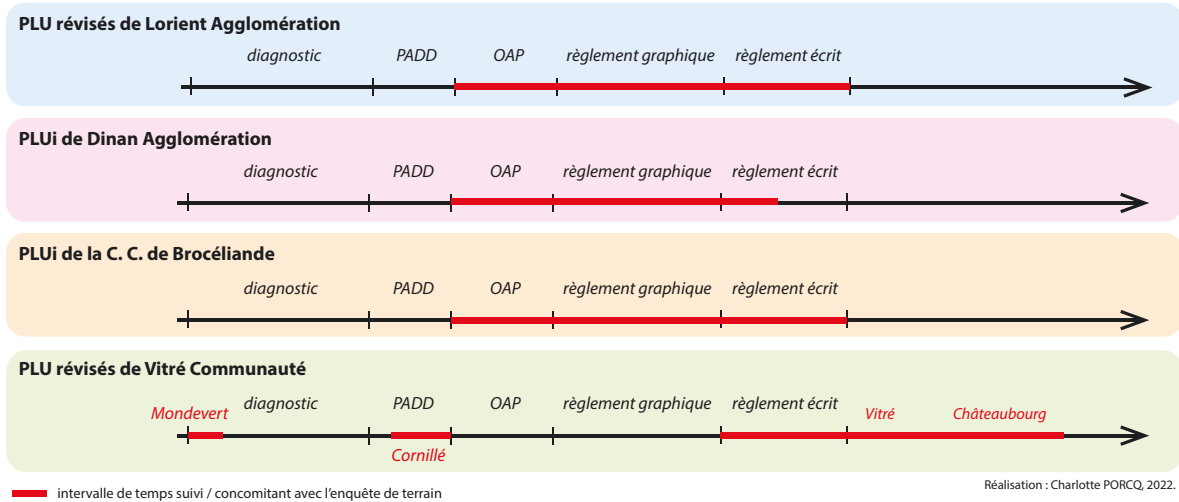 PLU révisés de Lorient Agglomération
diagnostic PADD OAP règlement graphique règlement écrit
PLUi de Dinan Agglomération
diagnostic PADD OAP règlement graphique règlement écrit
PLUi de la C. C. de Brocéliande
diagnostic PADD OAP règlement graphique règlement écrit
PLU révisés de Vitré Communauté
Mondevert diagnostic PADD OAP règlement graphique règlement écrit Vitré Châteaubourg
Cornillé
intervalle de temps suivi / concomitant avec l'enquête de terrain
Réalisation : Charlotte PORCQ, 2022.